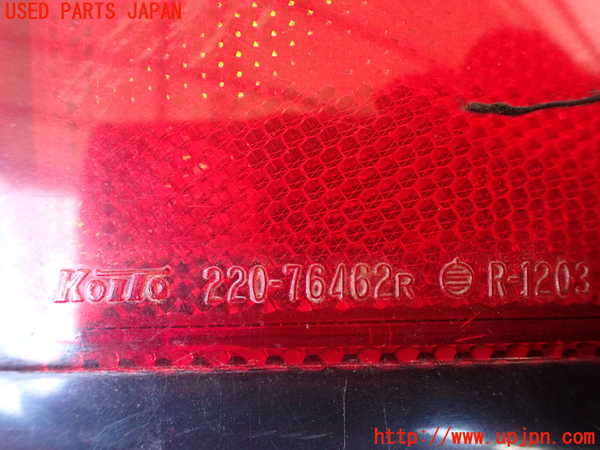 USED PARTS JAPAN
KOITO 220-76462R R-1203
http://www.upjpn.com